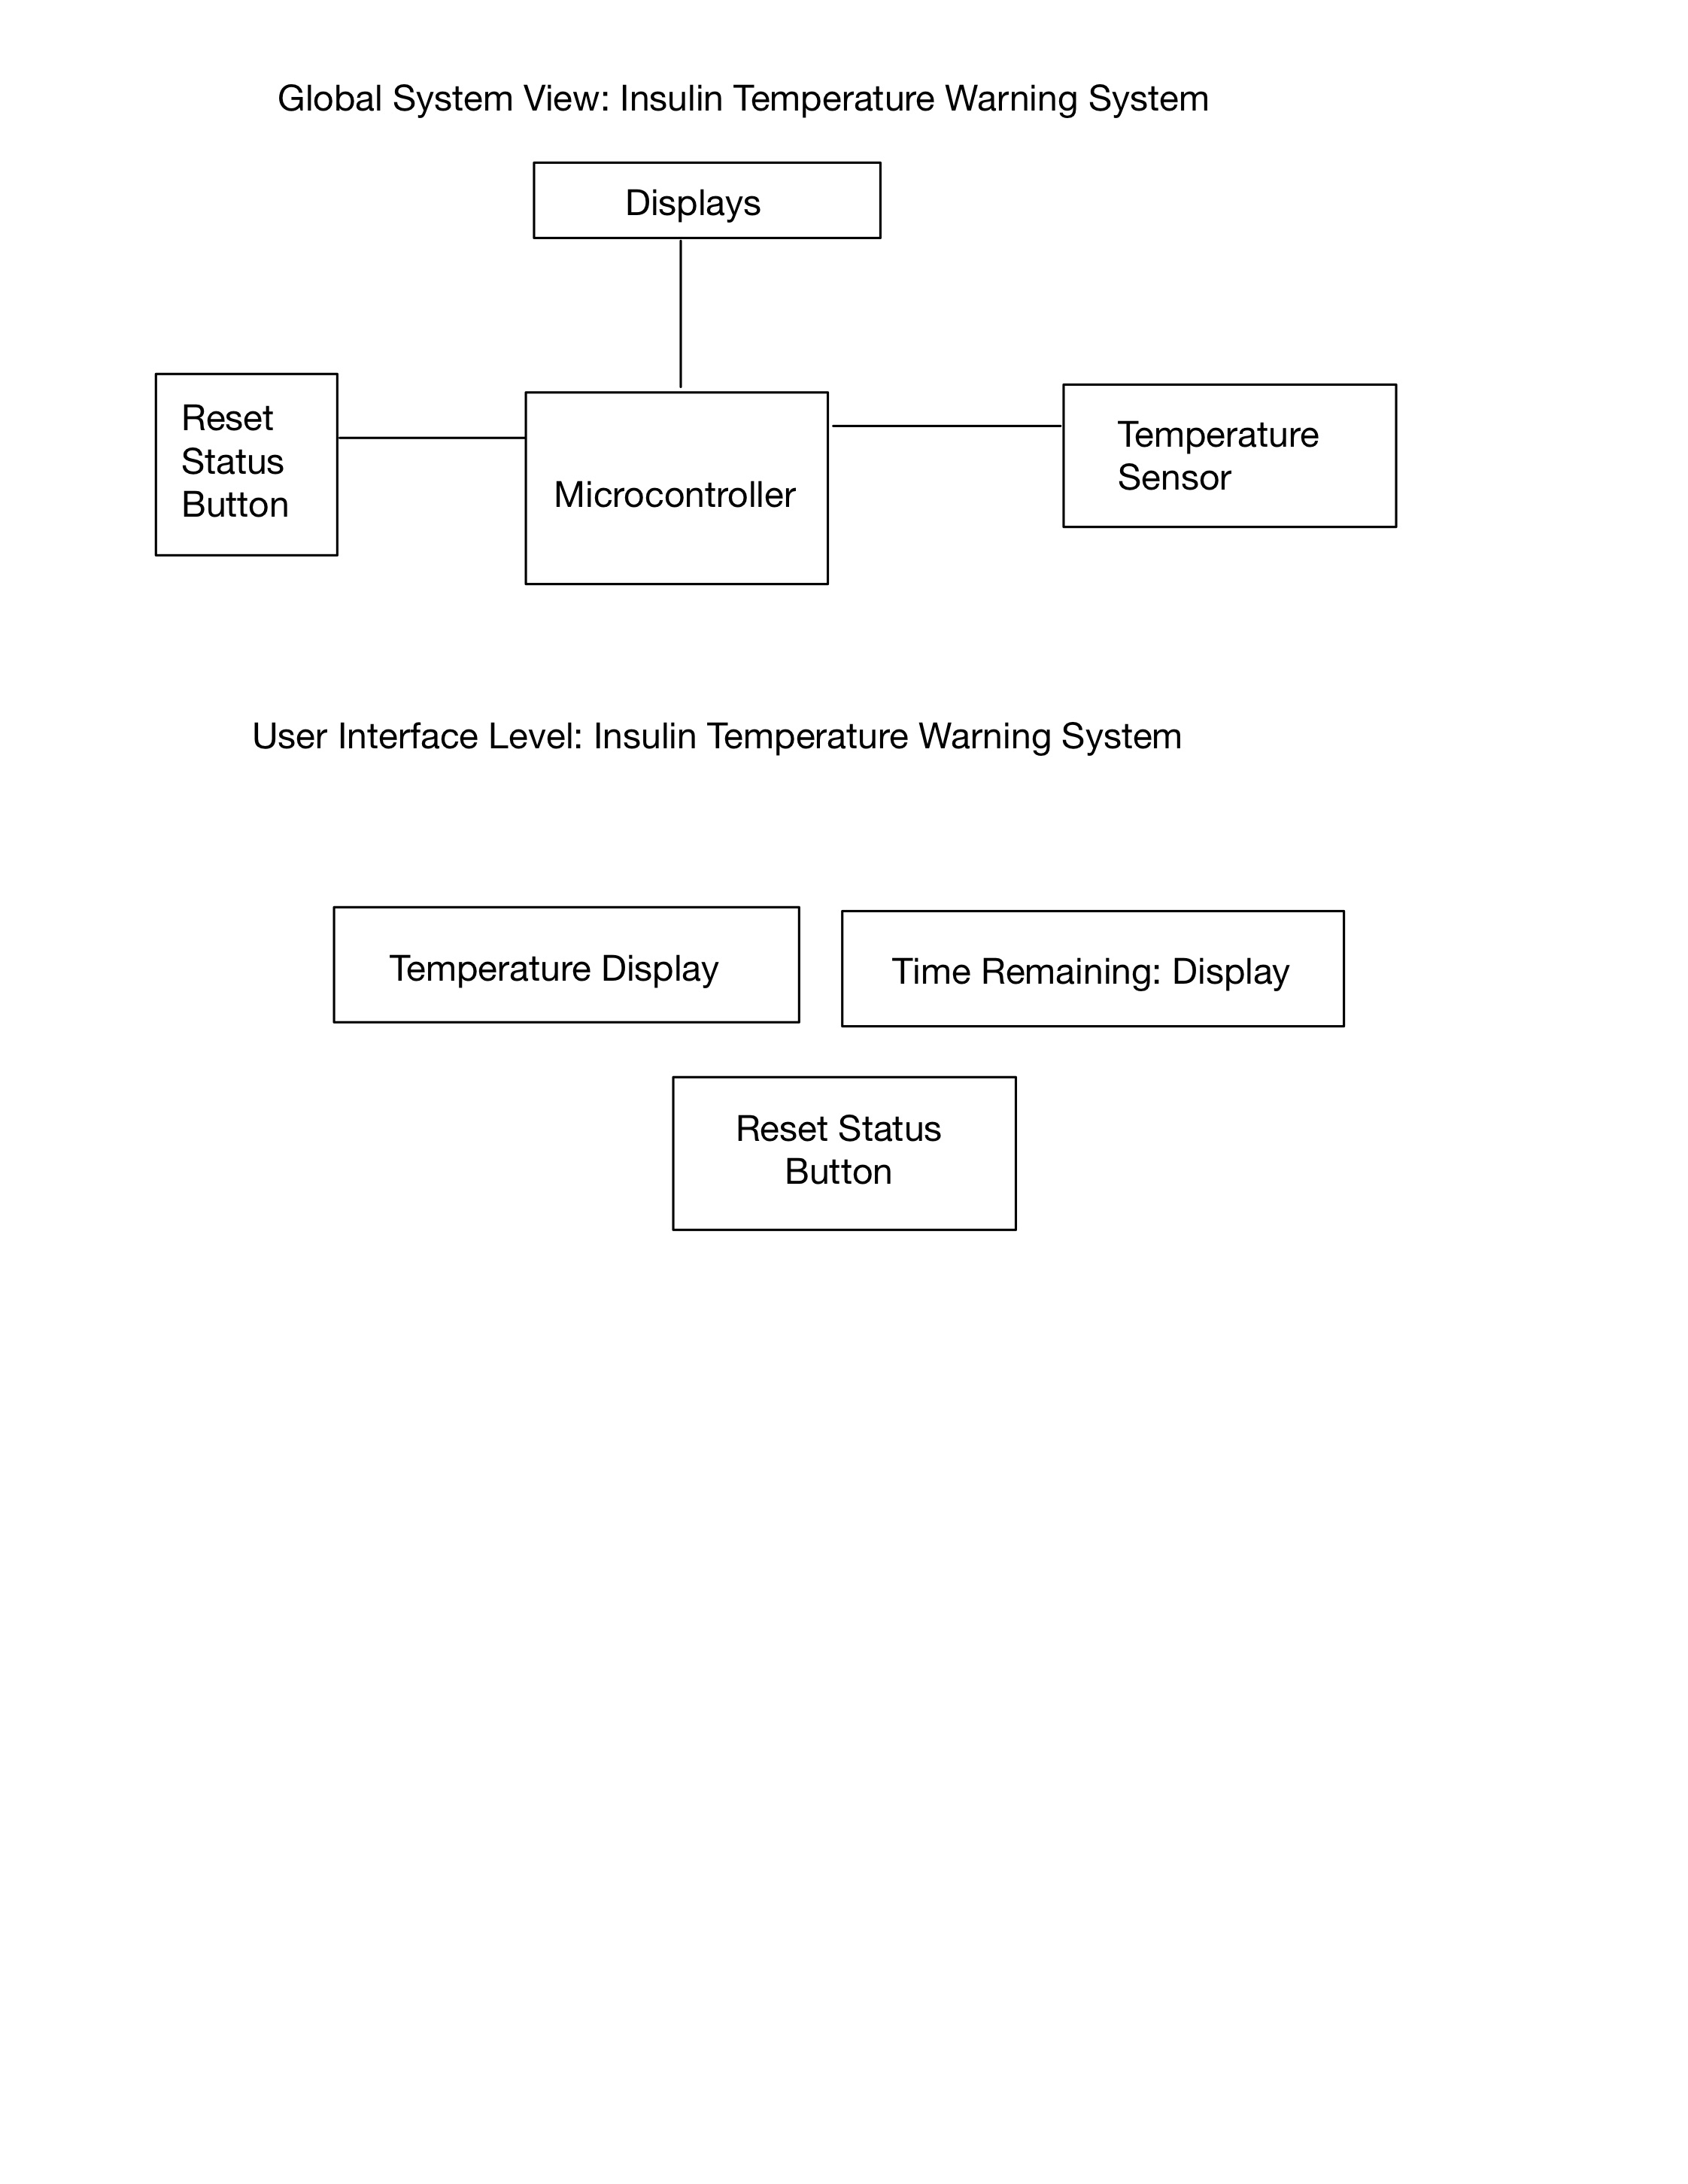 Global System View: Insulin Temperature Warning System
Displays
Reset
Status
Button
Microcontroller
Temperature
Sensor
User Interface Level: Insulin Temperature Warning System
Temperature Display
Time Remaining: Display
Reset Status
Button